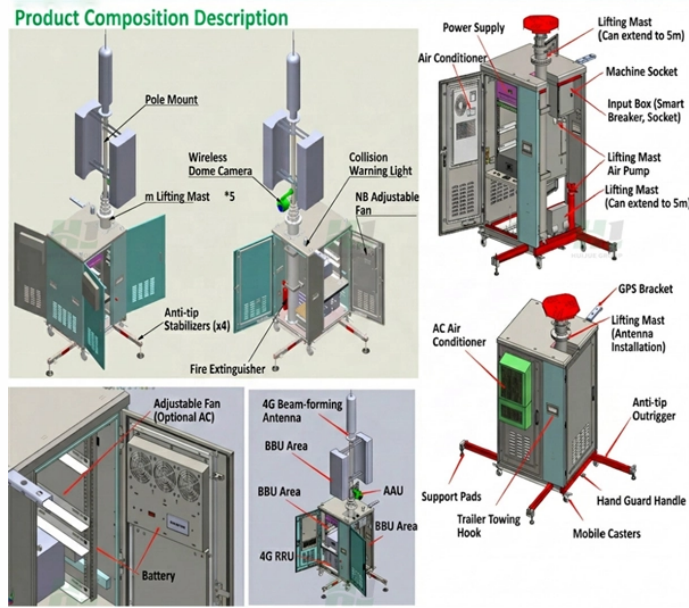 Product Composition Description
Pole Mount
m Lifting Mast *5
Anti-tip
Stabilizers (x4)
Wireless
Dome Camera
Collision
Warning Light
NB Adjustable
Fan
Fire Extinguisher
Power Supply
Air Conditioner
Lifting Mast
(Can extend to 5m)
Machine Socket
Input Box (Smart
Breaker, Socket)
Lifting Mast
Air Pump
Lifting Mast
(Can extend to 5m)
Adjustable Fan
(Optional AC)
Battery
4G Beam-forming
Antenna
BBU Area
BBU Area
AAU
BBU Area
4G RRU
GPS Bracket
AC Air
Conditioner
Lifting Mast
(Antenna
Installation)
Anti-tip
Outrigger
Support Pads
Trailer Towing
Hook
Hand Guard Handle
Mobile Casters